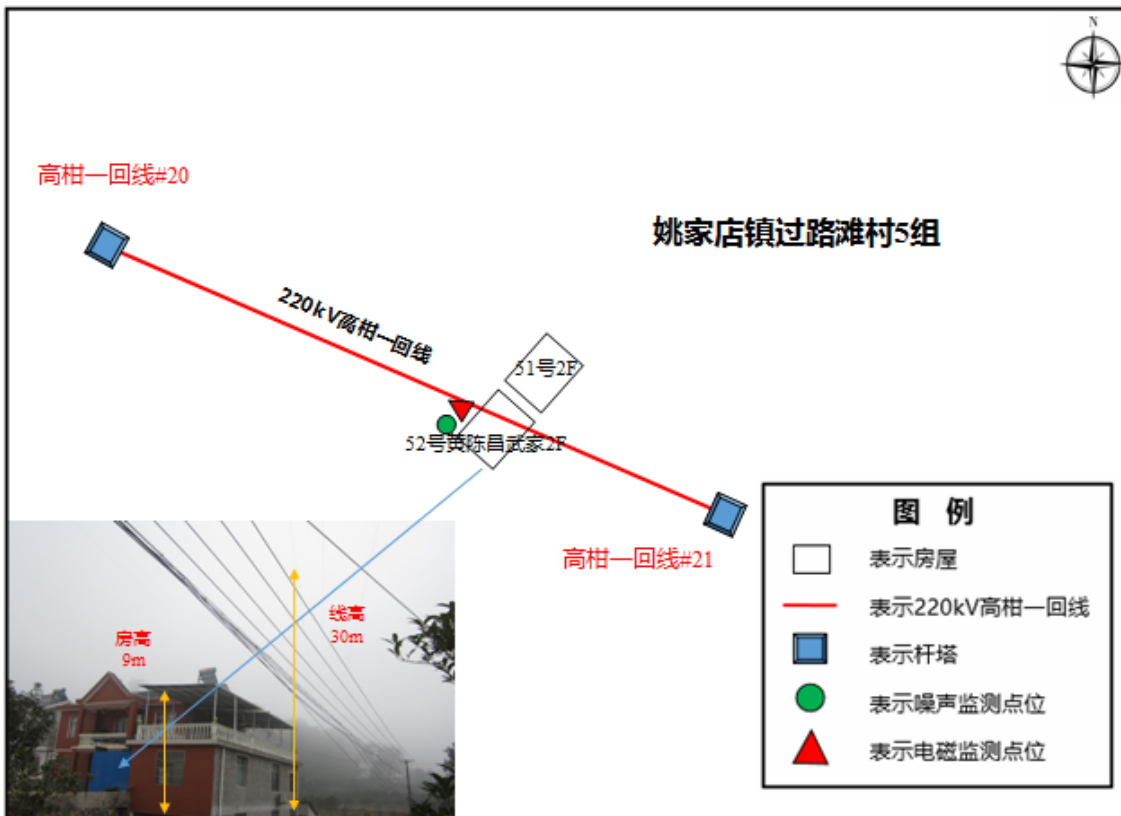 N
高柑一回线#20
姚家店镇过路滩村5组
220kV高柑一回线
51号2F
52号黄陈昌武家2F
高柑一回线#21
线高
30m
房高
9m
图 例
表示房屋
表示220kV高柑一回线
表示杆塔
表示噪声监测点位
表示电磁监测点位